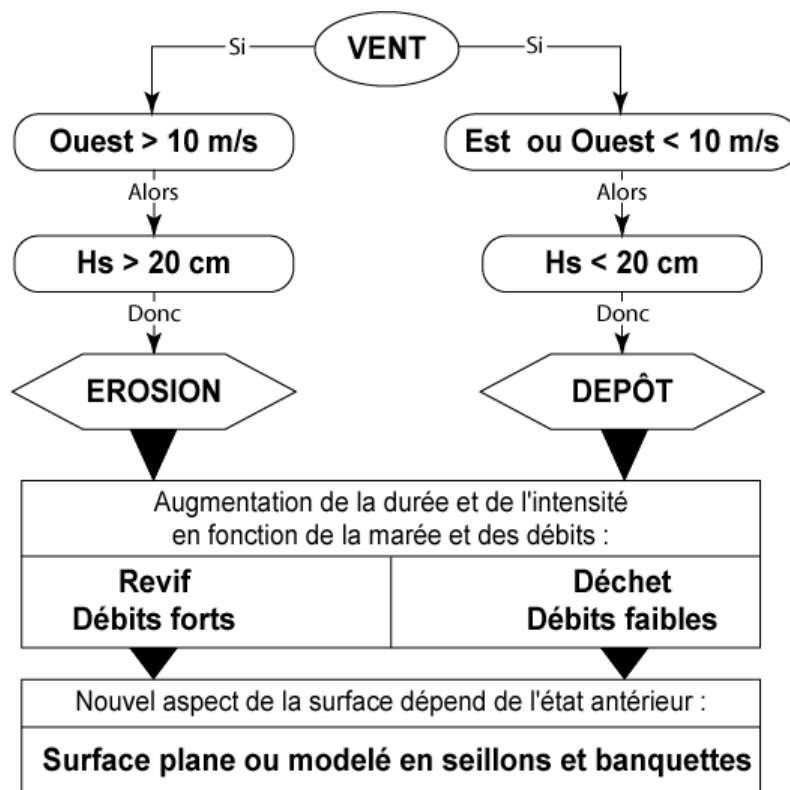 VENT
Si
Si
Ouest > 10 m/s
Est ou Ouest < 10 m/s
Alors
Alors
Hs > 20 cm
Hs < 20 cm
Donc
Donc
EROSION
DEPÔT
Augmentation de la durée et de l'intensité
en fonction de la marée et des débits :
Revif
Débits forts
Déchet
Débits faibles
Nouvel aspect de la surface dépend de l'état antérieur :
Surface plane ou modelé en seillons et banquettes